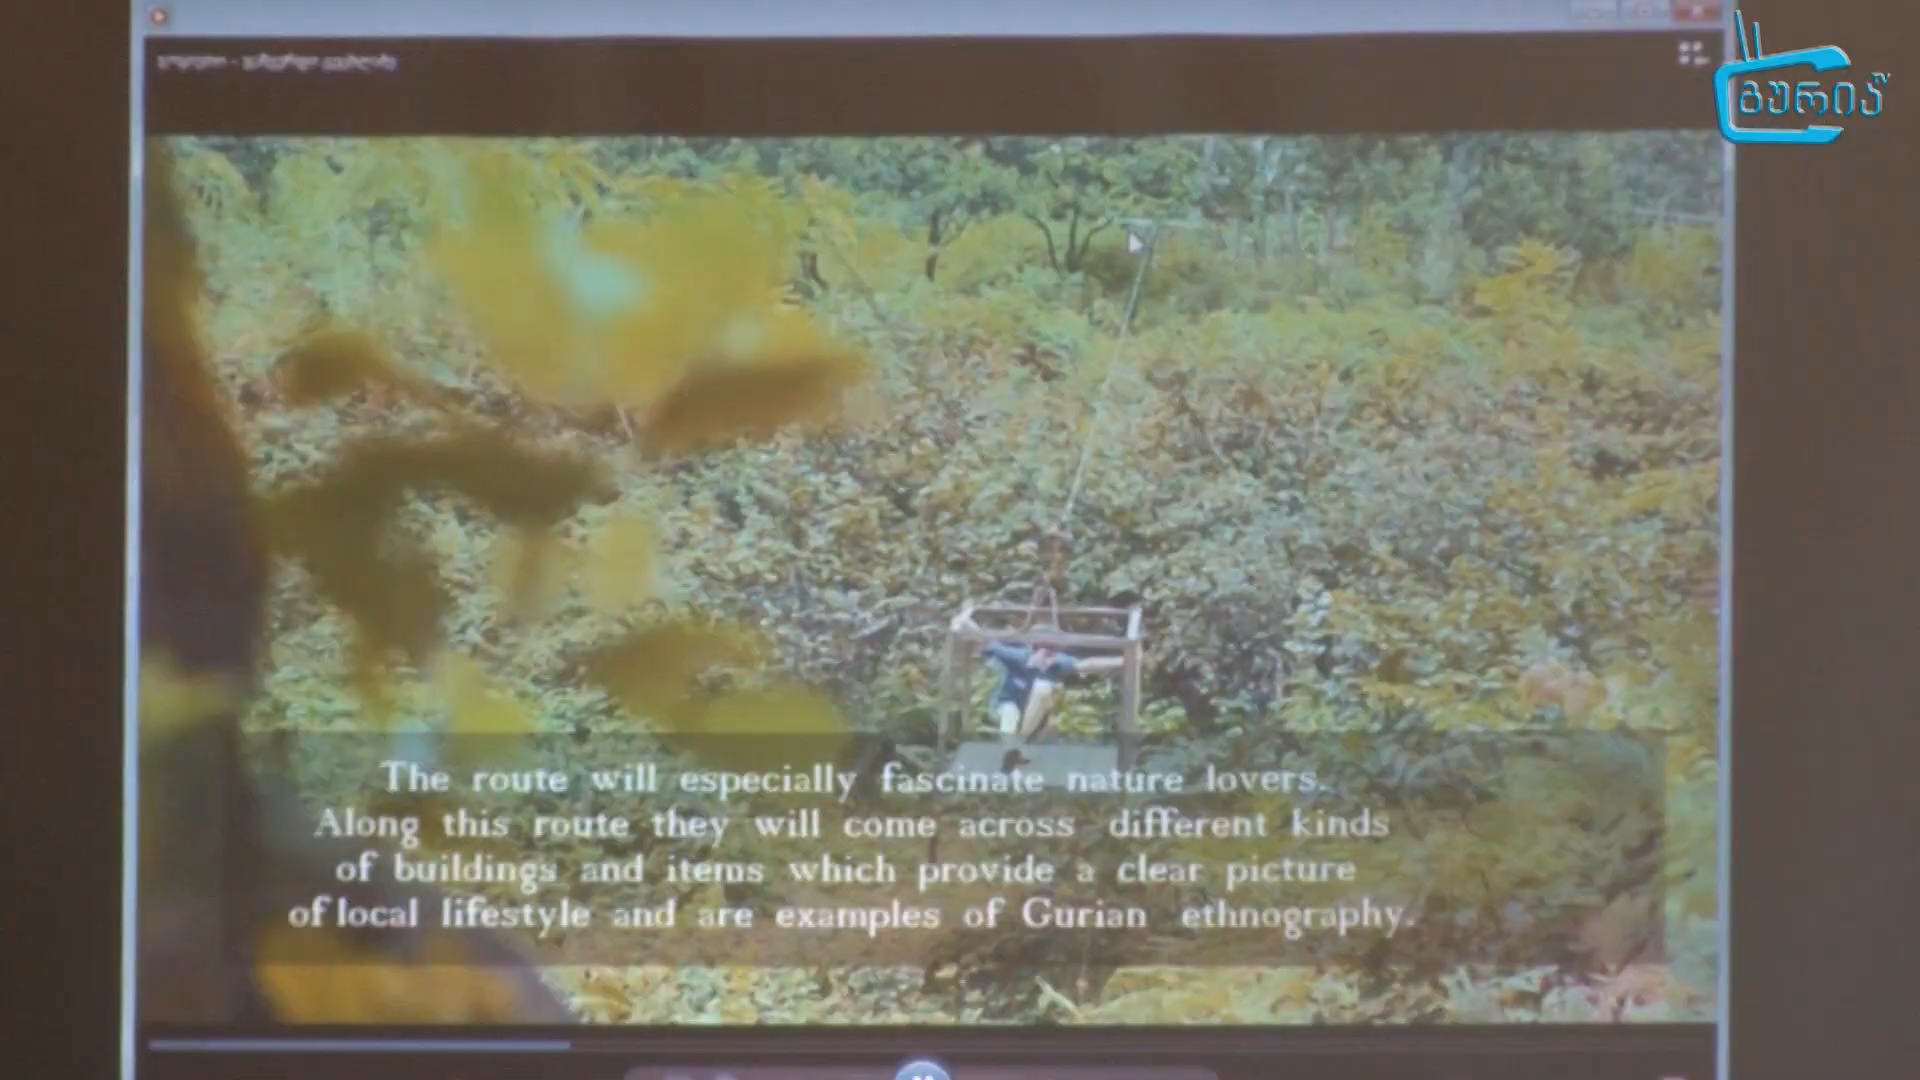 გურია TV
The route will especially fascinate nature lovers.
Along this route they will come across different kinds
of buildings and items which provide a clear picture
of local lifestyle and are examples of Gurian ethnography.